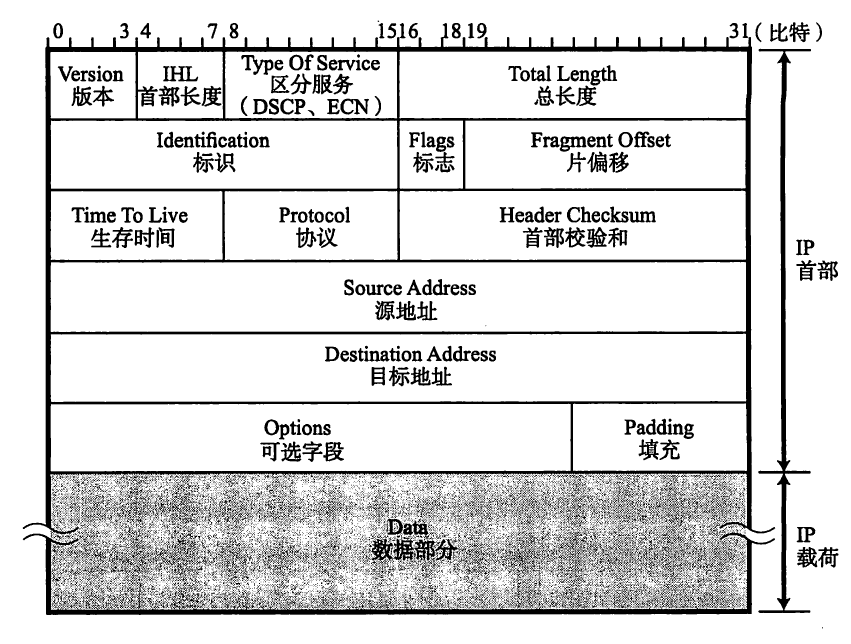 0 3 4 7 8 15 16 18 19 31 (比特)
Version
版本
IHL
首部长度
Type Of Service
区分服务
(DSCP、ECN)
Total Length
总长度
Identification
标识
Flags
标志
Fragment Offset
片偏移
Time To Live
生存时间
Protocol
协议
Header Checksum
首部校验和
Source Address
源地址
Destination Address
目标地址
Options
可选字段
Padding
填充
IP
首部
Data
数据部分
IP
载荷